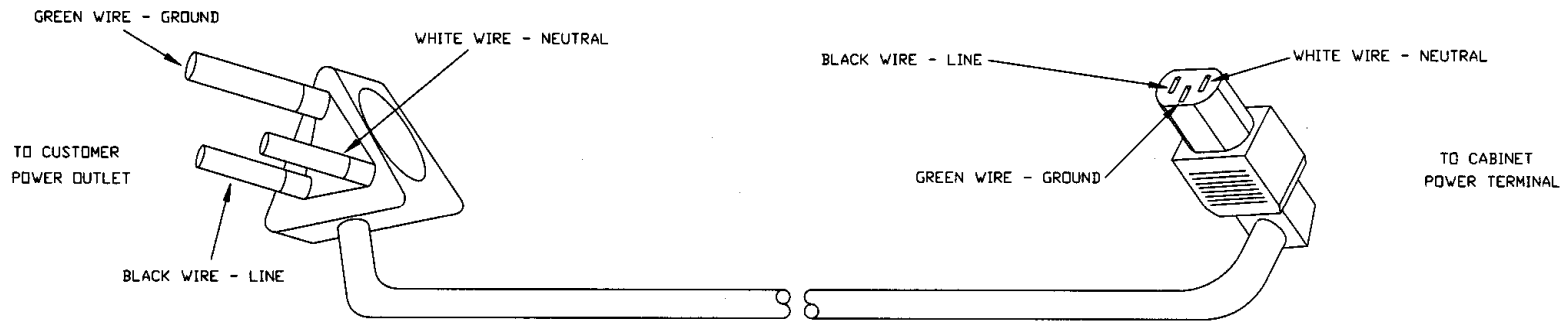 GREEN WIRE - GROUND
WHITE WIRE - NEUTRAL
BLACK WIRE - LINE
WHITE WIRE - NEUTRAL
TO CUSTOMER
POWER OUTLET
GREEN WIRE - GROUND
TO CABINET
POWER TERMINAL
BLACK WIRE - LINE